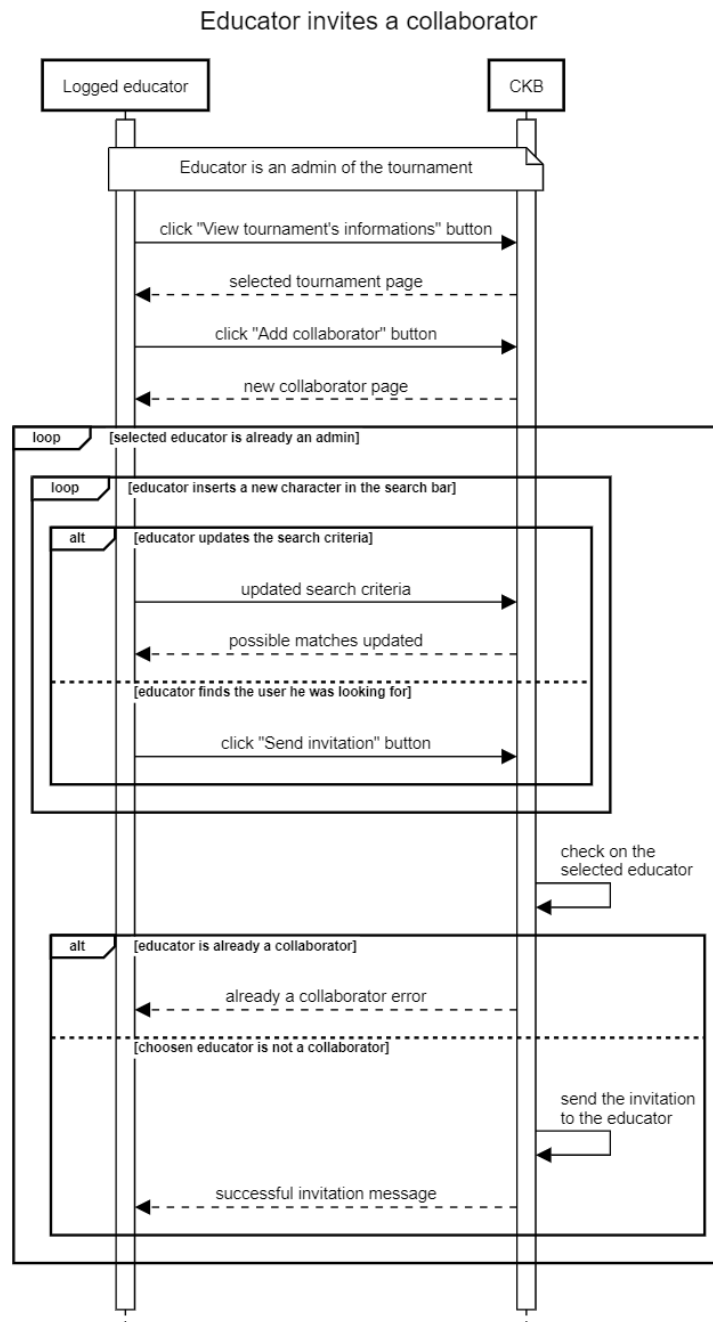 Educator invites a collaborator
Logged educator
CKB
Educator is an admin of the tournament
click "View tournament's informations" button
selected tournament page
click "Add collaborator" button
new collaborator page
loop
[selected educator is already an admin]
loop
[educator inserts a new character in the search bar]
alt
[educator updates the search criteria]
updated search criteria
possible matches updated
[educator finds the user he was looking for]
click "Send invitation" button
check on the
selected educator
alt
[educator is already a collaborator]
already a collaborator error
[choosen educator is not a collaborator]
send the invitation
to the educator
successful invitation message